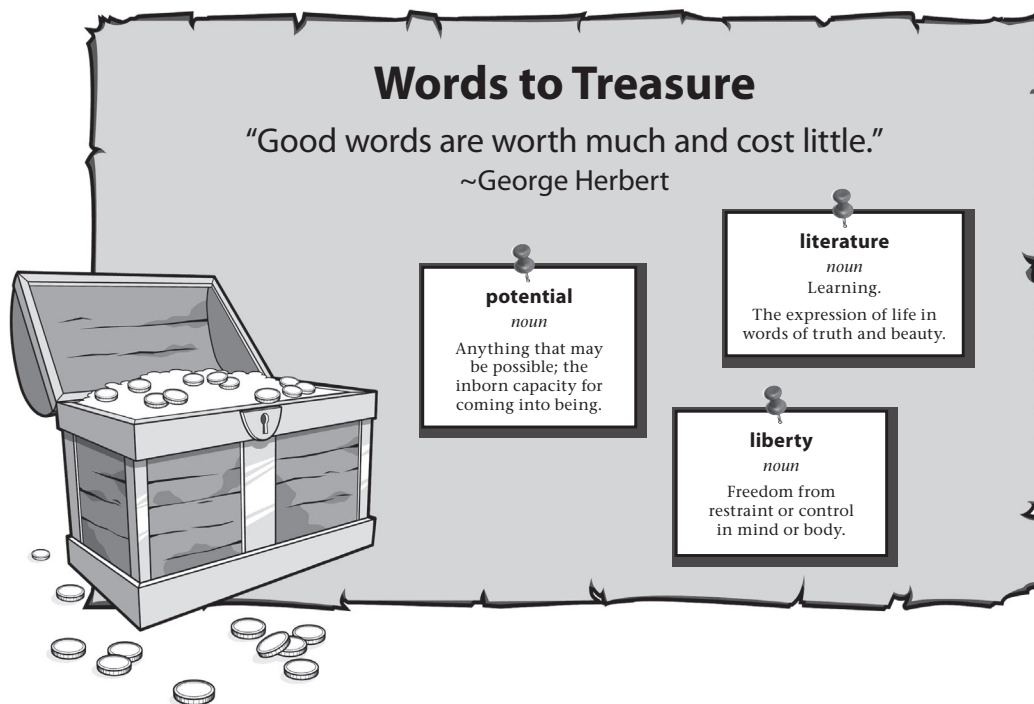 Words to Treasure
“Good words are worth much and cost little.”
~George Herbert
potential
noun
Anything that may
be possible; the
inborn capacity for
coming into being.
literature
noun
Learning.
The expression of life in
words of truth and beauty.
liberty
noun
Freedom from
restraint or control
in mind or body.